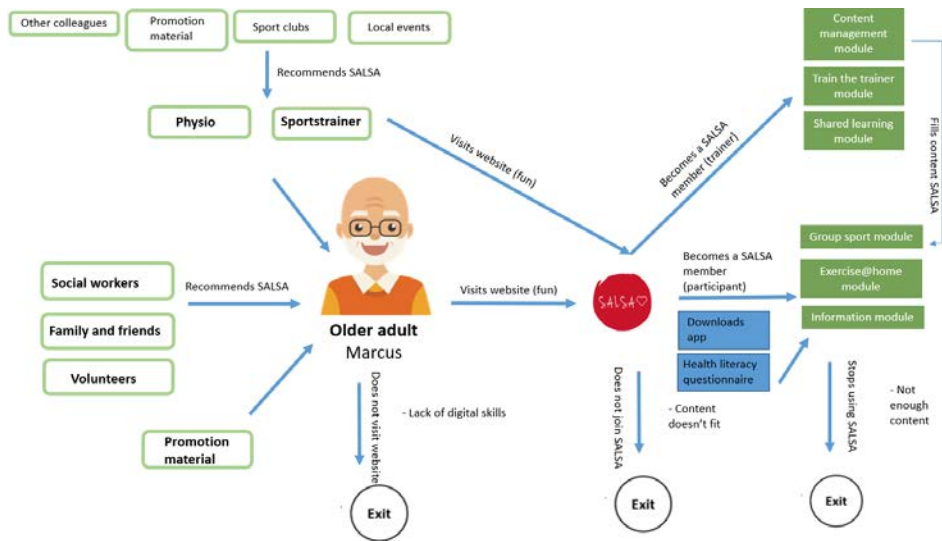 Other colleagues
Promotion
material
Sport clubs
Local events
Recommends SALSA
Physio
Sportstrainer
Visits website (fun)
Becomes a SALSA
member (trainer)
Content
management
module
Train the trainer
module
Shared learning
module
Fills content SALSA
Social workers
Family and friends
Volunteers
Recommends SALSA
Promotion
material
Older adult
Marcus
Visits website (fun)
SALSA
Becomes a SALSA
member
(participant)
Downloads
app
Health literacy
questionnaire
Group sport module
Exercise@home
module
Information module
Does not visit website
- Lack of digital skills
Exit
Does not join SALSA
- Content
doesn't fit
Exit
Stops using SALSA
- Not
enough
content
Exit